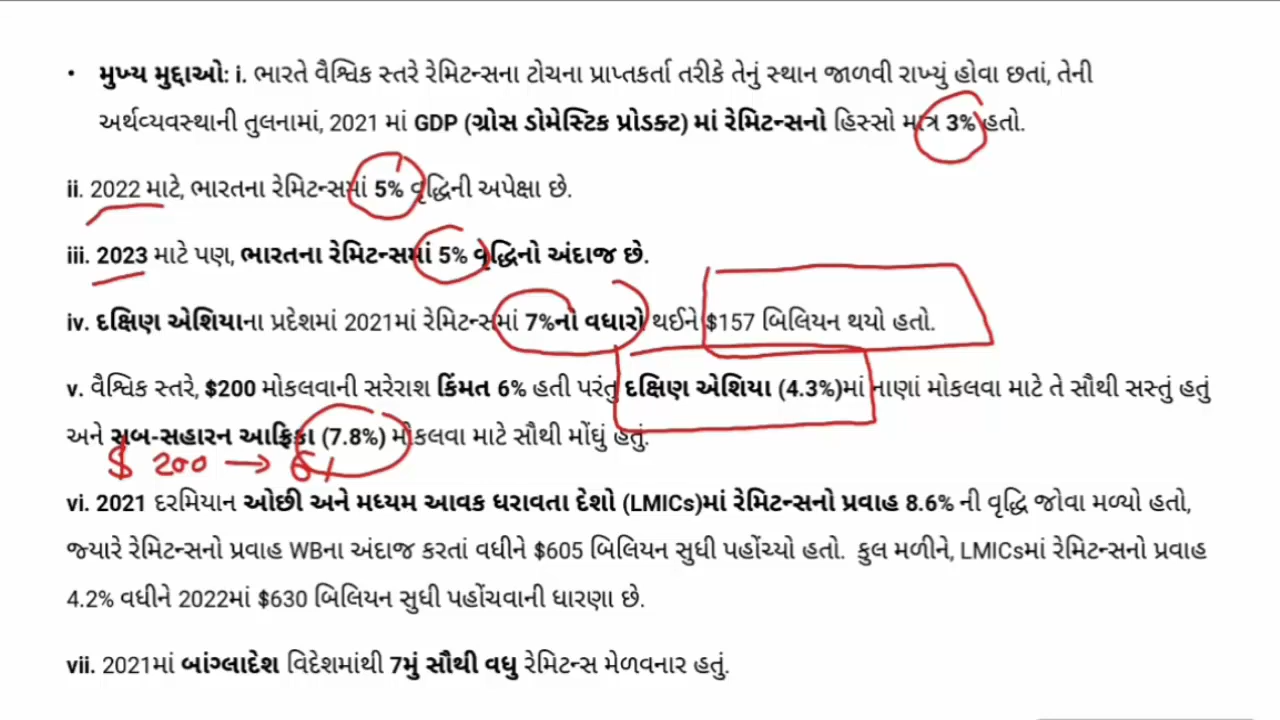 • મુખ્ય મુદ્દાઓ: i. ભારતે વૈશ્વિક સ્તરે રેમિટન્સના ટોચના પ્રાપ્તકર્તા તરીકે તેનું સ્થાન જાળવી રાખ્યું હોવા છતાં, તેની
અર્થવ્યવસ્થાની તુલનામાં, 2021 માં GDP (ગ્રોસ ડોમેસ્ટિક પ્રોડક્ટ) માં રેમિટન્સનો હિસ્સો માત્ર 3% હતો.
ii. 2022 માટે, ભારતના રેમિટન્સમાં 5% વૃદ્ધિની અપેક્ષા છે.
iii. 2023 માટે પણ, ભારતના રેમિટન્સમાં 5% વૃદ્ધિનો અંદાજ છે.
iv. દક્ષિણ એશિયાના પ્રદેશમાં 2021માં રેમિટન્સમાં 7%નો વધારો થઈને $157 બિલિયન થયો હતો.
v. વૈશ્વિક સ્તરે, $200 મોકલવાની સરેરાશ કિંમત 6% હતી પરંતુ દક્ષિણ એશિયા (4.3%)માં નાણાં મોકલવા માટે તે સૌથી સસ્તું હતું
અને સબ-સહારન આફ્રિકા (7.8%) મોકલવા માટે સૌથી મોંઘું હતું.
$ 200 → 6%
vi. 2021 દરમિયાન ઓછી અને મધ્યમ આવક ધરાવતા દેશો (LMICs)માં રેમિટન્સનો પ્રવાહ 8.6% ની વૃદ્ધિ જોવા મળ્યો હતો,
જ્યારે રેમિટન્સનો પ્રવાહ WBના અંદાજ કરતાં વધીને $605 બિલિયન સુધી પહોંચ્યો હતો. કુલ મળીને, LMICsમાં રેમિટન્સનો પ્રવાહ
4.2% વધીને 2022માં $630 બિલિયન સુધી પહોંચવાની ધારણા છે.
vii. 2021માં બાંગ્લાદેશ વિદેશમાંથી 7મું સૌથી વધુ રેમિટન્સ મેળવનાર હતું.